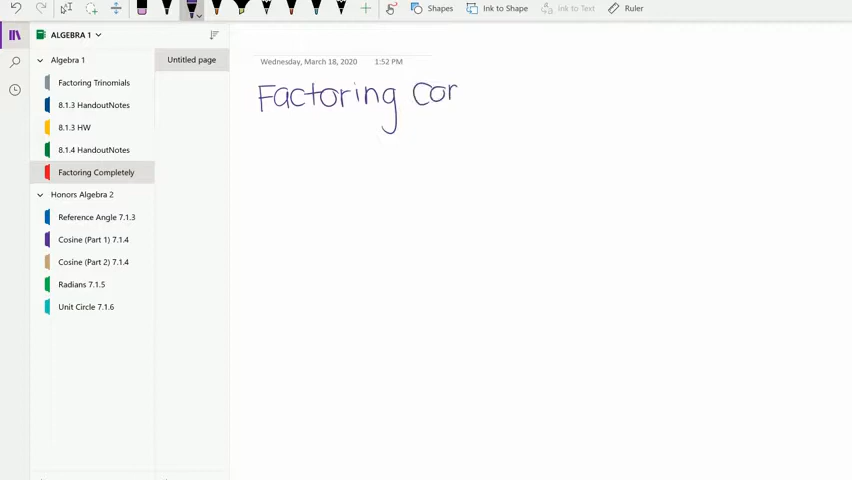 Shapes
Ink to Shape
Ink to Text
Ruler
ALGEBRA 1
Algebra 1
Factoring Trinomials
8.1.3 HandoutNotes
8.1.3 HW
8.1.4 HandoutNotes
Factoring Completely
Honors Algebra 2
Reference Angle 7.1.3
Cosine (Part 1) 7.1.4
Cosine (Part 2) 7.1.4
Radians 7.1.5
Unit Circle 7.1.6
Untitled page
Wednesday, March 18, 2020 1:52 PM
Factoring Cor